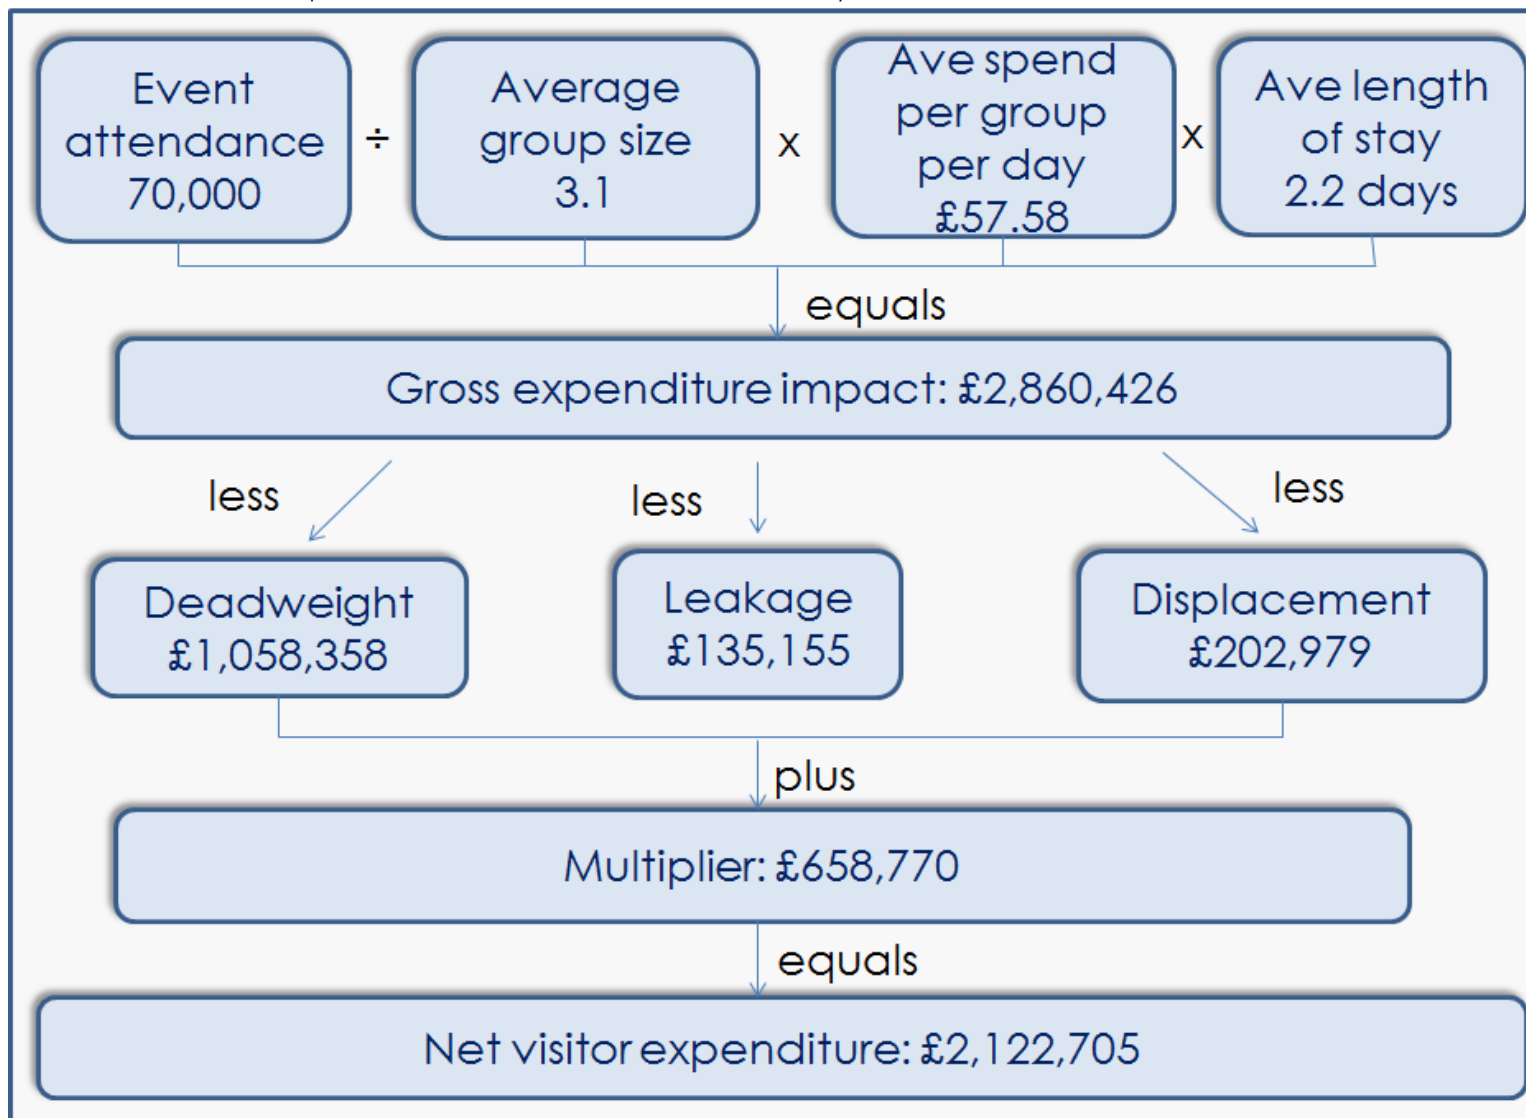 Event
attendance
70,000
÷
Average
group size
3.1
x
Ave spend
per group
per day
£57.58
x
Ave length
of stay
2.2 days
equals
Gross expenditure impact: £2,860,426
less
less
less
Deadweight
£1,058,358
Leakage
£135,155
Displacement
£202,979
plus
Multiplier: £658,770
equals
Net visitor expenditure: £2,122,705